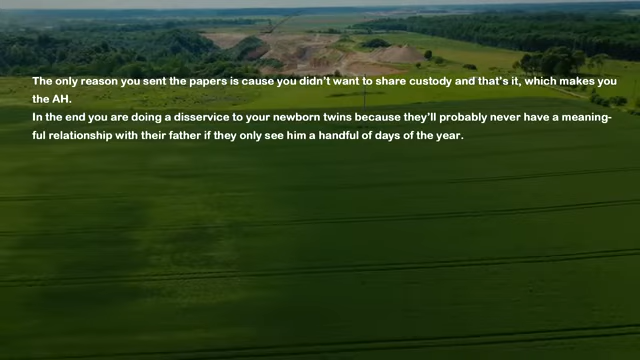 The only reason you sent the papers is cause you didn't want to share custody and that's it, which makes you
the AH.
In the end you are doing a disservice to your newborn twins because they'll probably never have a meaning-
ful relationship with their father if they only see him a handful of days of the year.